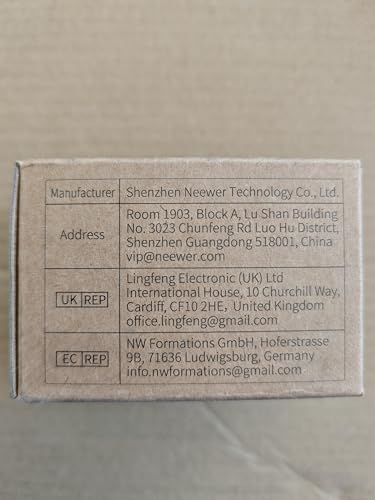 Manufacturer Shenzhen Neewer Technology Co., Ltd.
Address
Room 1903, Block A, Lu Shan Building
No. 3023 Chunfeng Rd Luo Hu District,
Shenzhen Guangdong 518001, China
vip@neewer.com
UK REP
Lingfeng Electronic (UK) Ltd
International House, 10 Churchill Way,
Cardiff, CF10 2HE, United Kingdom
office.lingfeng@gmail.com
EC REP
NW Formations GmbH, Hoferstrasse
9B, 71636 Ludwigsburg, Germany
info.nwformations@gmail.com